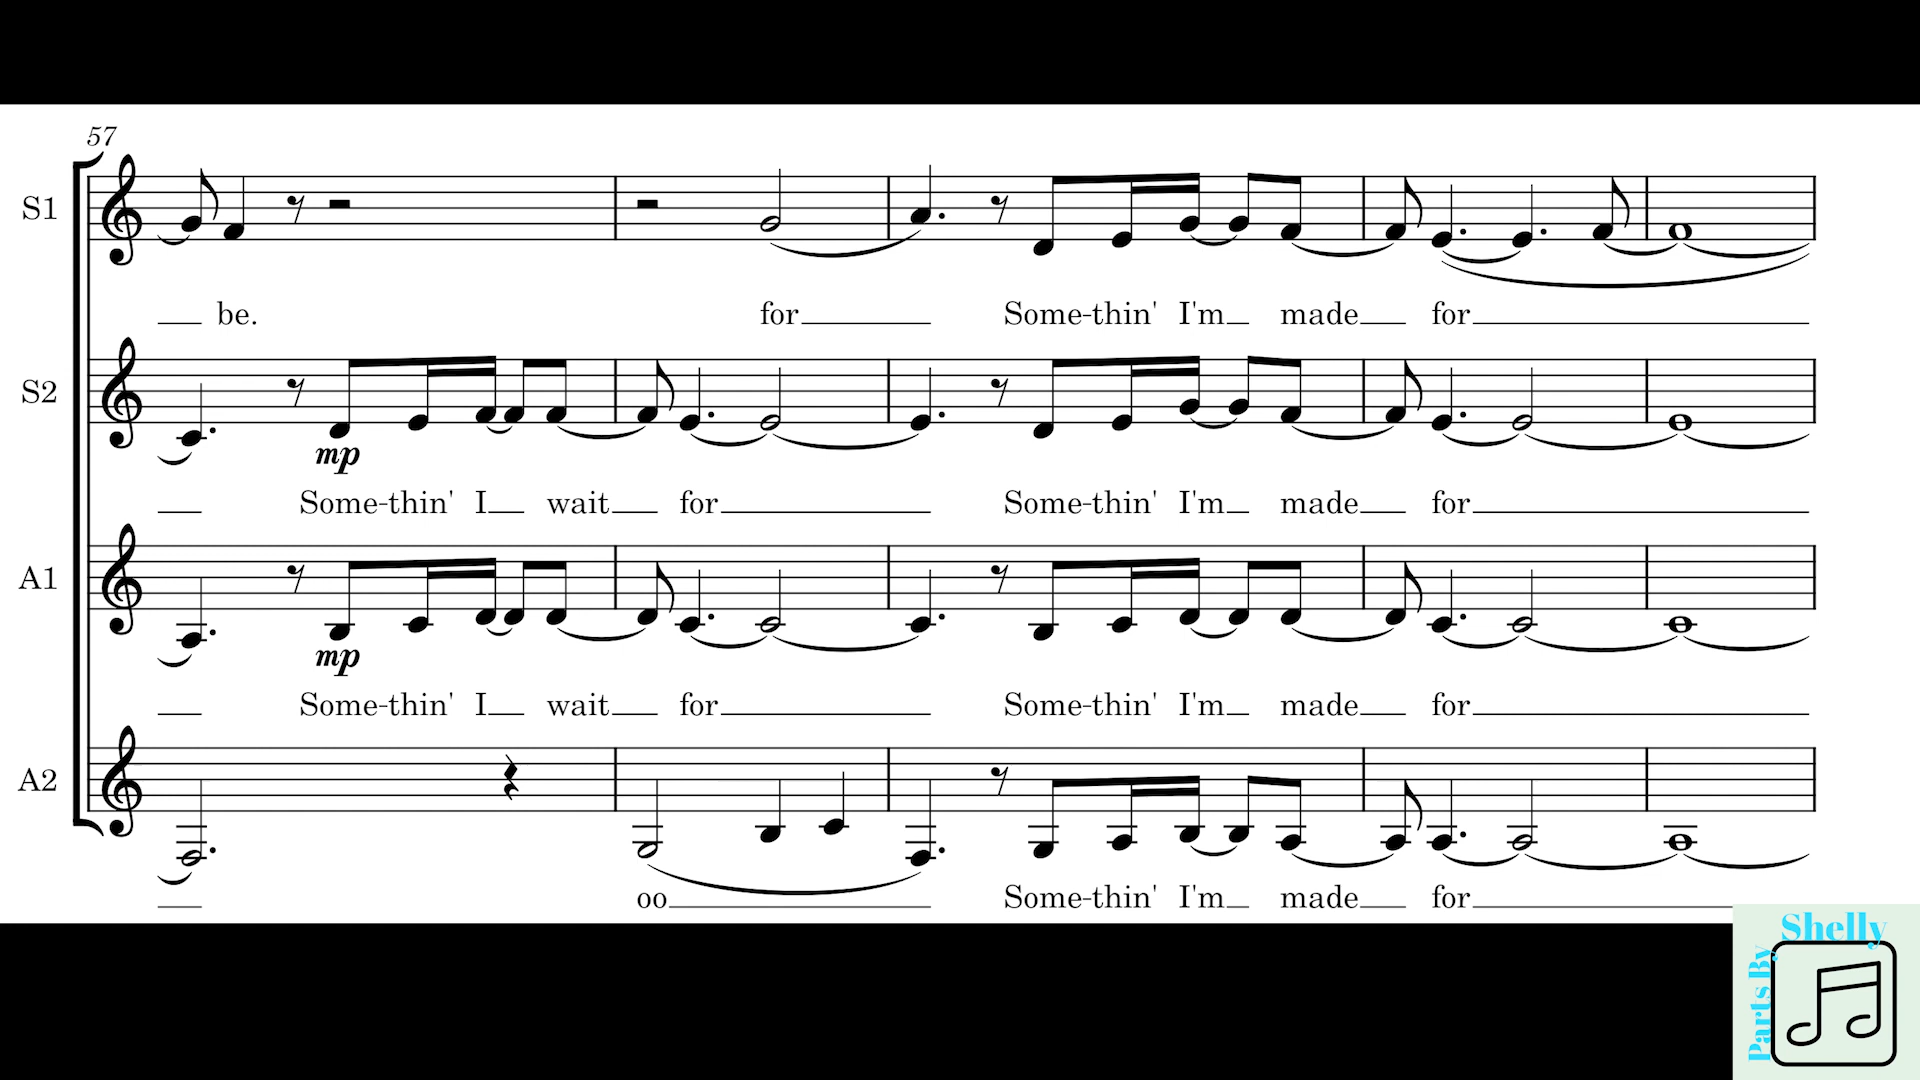 57
S1
be. for Some-thin' I'm made for
S2
mp
Some-thin' I wait for Some-thin' I'm made for
A1
mp
Some-thin' I wait for Some-thin' I'm made for
A2
oo Some-thin' I'm made for
Shelly
Parts By